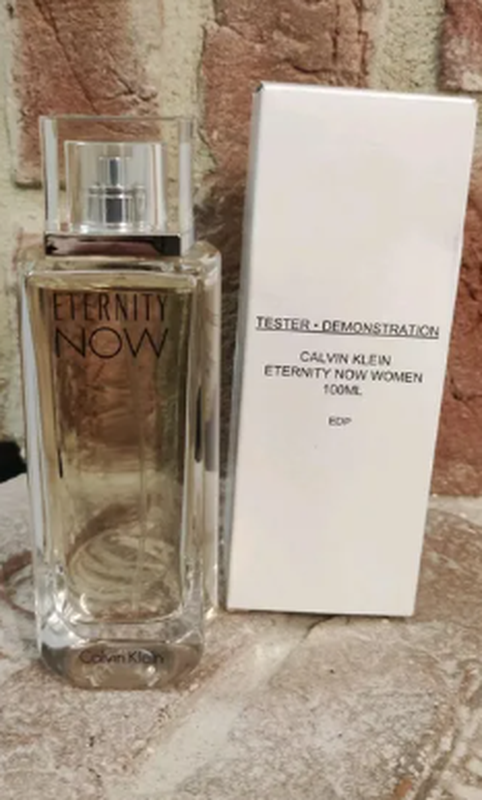 ETERNITY
NOW
Calvin Klein
TESTER - DEMONSTRATION
CALVIN KLEIN
ETERNITY NOW WOMEN
100ML
EDP